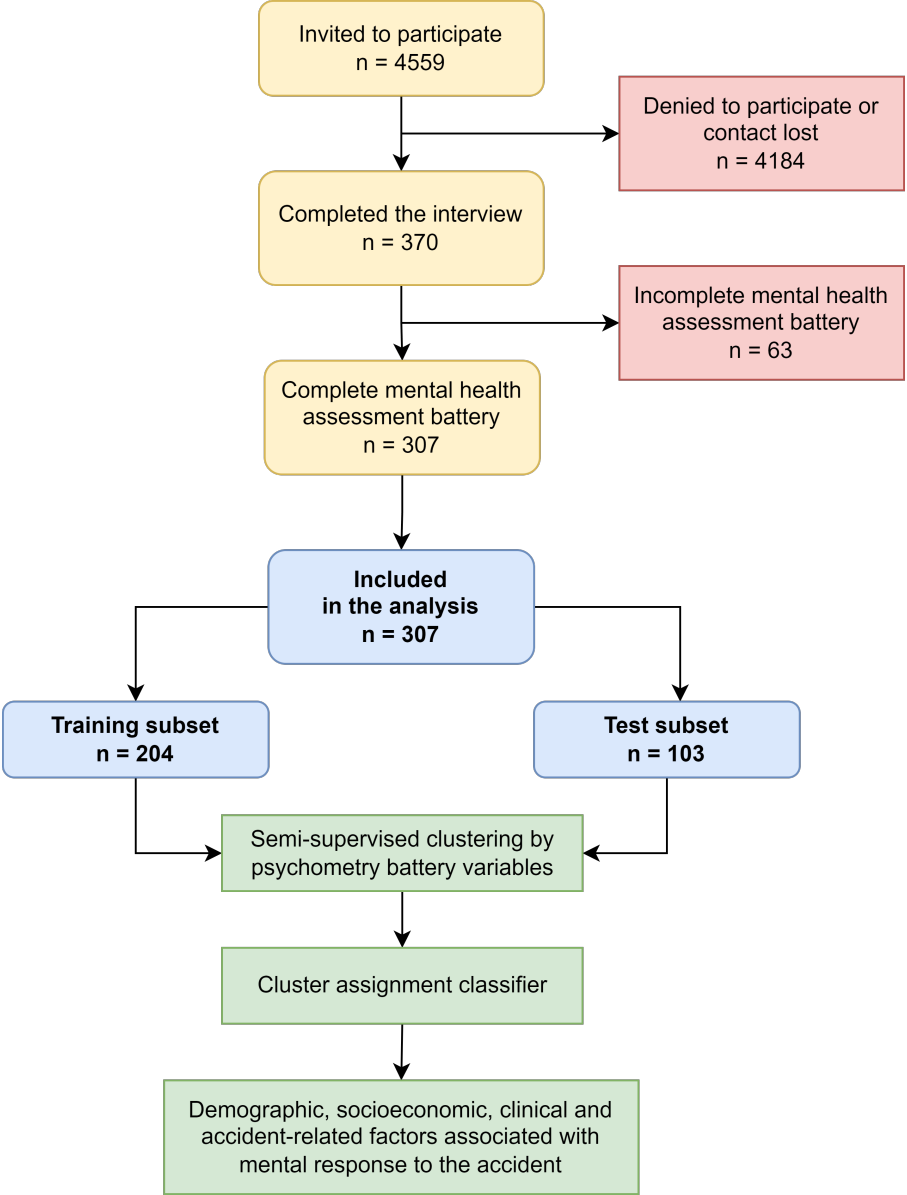 Invited to participate
n = 4559
Denied to participate or
contact lost
n = 4184
Completed the interview
n = 370
Incomplete mental health
assessment battery
n = 63
Complete mental health
assessment battery
n = 307
Included
in the analysis
n = 307
Training subset
n = 204
Test subset
n = 103
Semi-supervised clustering by
psychometry battery variables
Cluster assignment classifier
Demographic, socioeconomic, clinical and
accident-related factors associated with
mental response to the accident